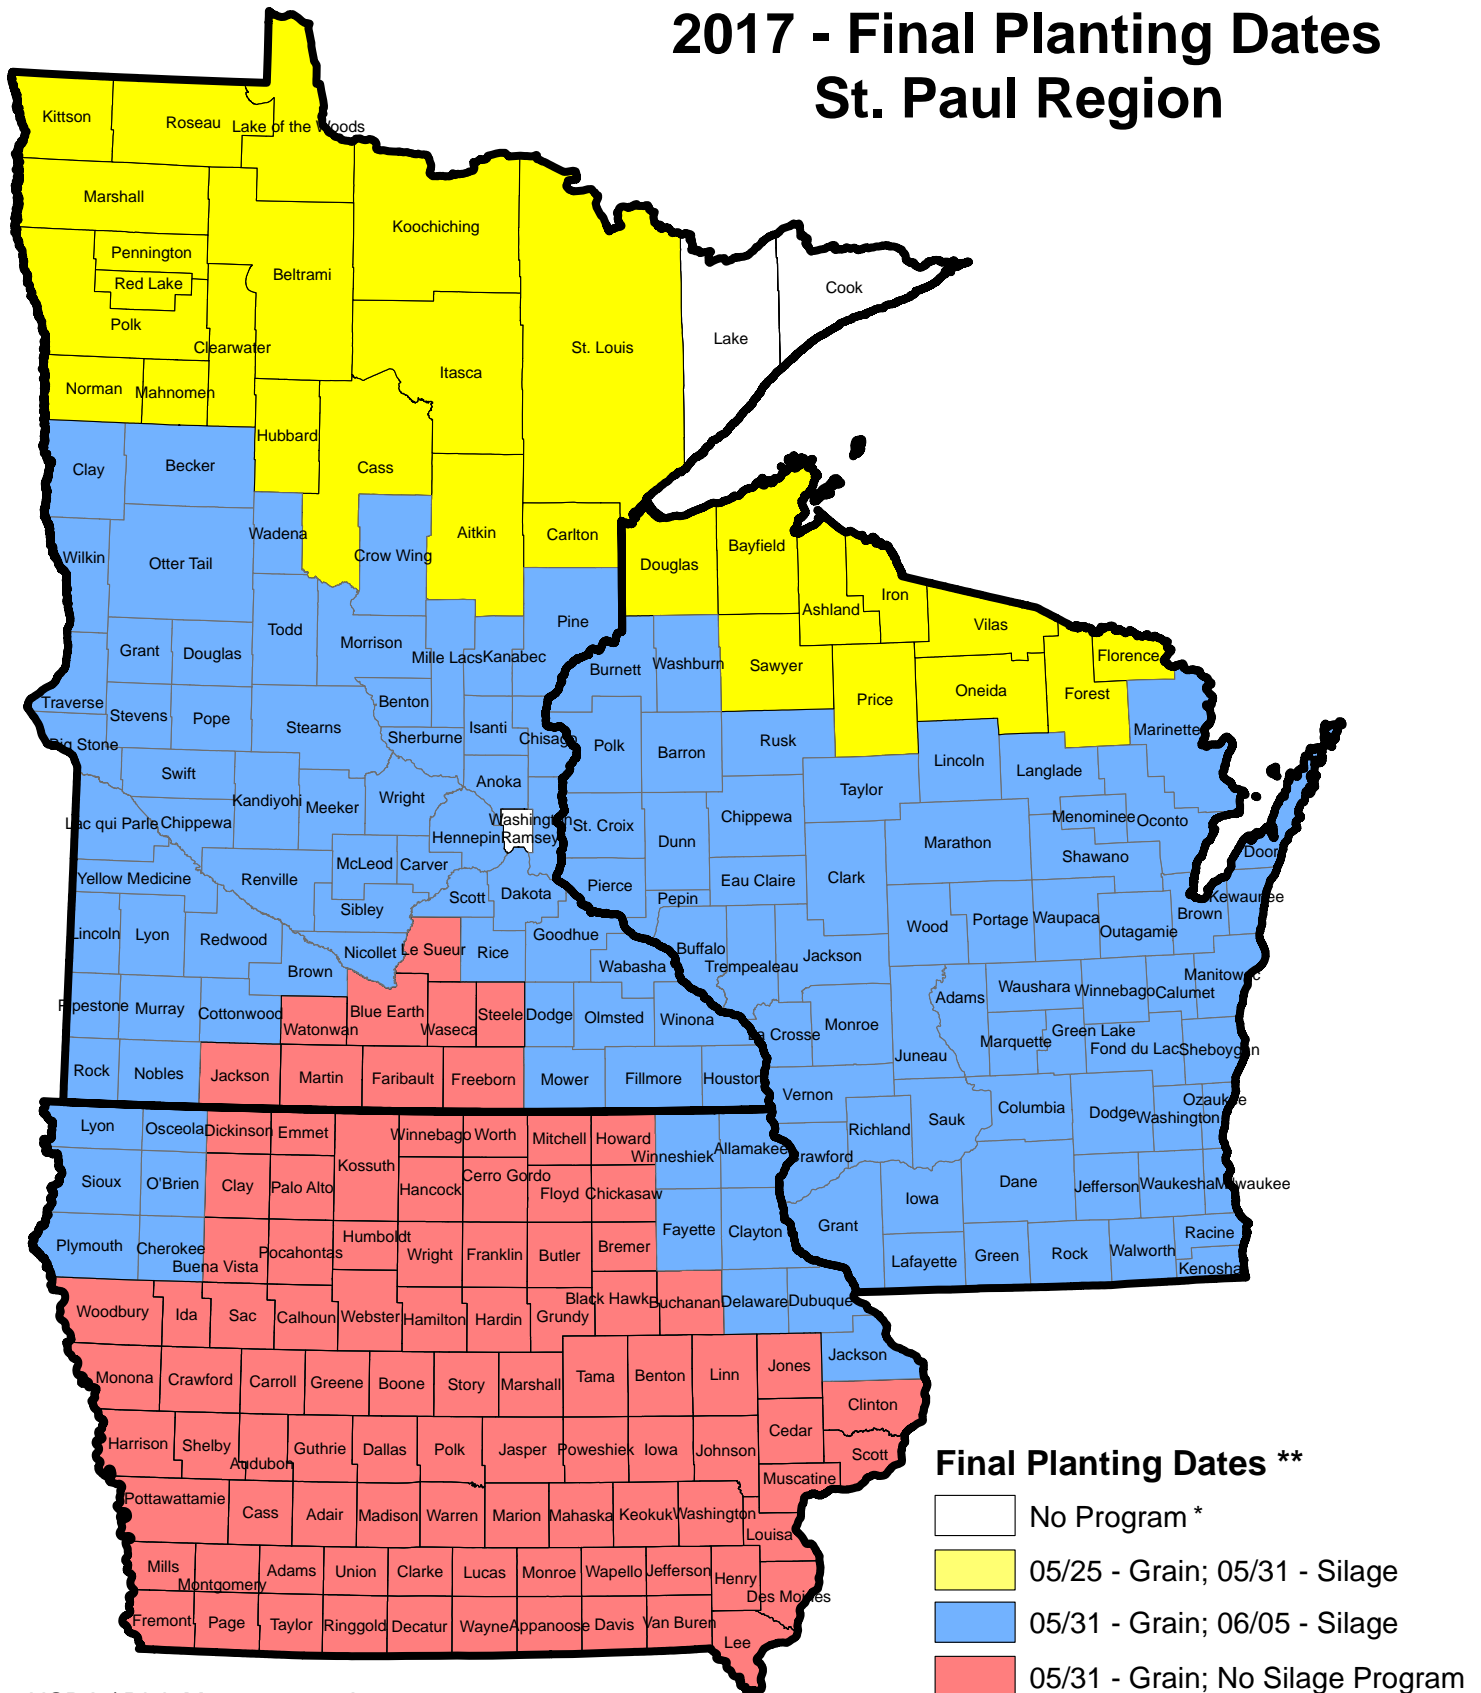 2017 - Final Planting Dates
St. Paul Region
Kittson
Roseau
Lake of the Woods
Marshall
Koochiching
Pennington
Beltrami
Red Lake
Cook
Polk
Lake
Clearwater
St. Louis
Itasca
Norman
Mahnomen
Hubbard
Clay
Becker
Cass
Wadena
Aitkin
Carlton
Crow Wing
Wilkin
Otter Tail
Douglas
Bayfield
Ashland
Iron
Vilas
Pine
Todd
Morrison
Grant
Douglas
Mille Lacs
Kanabec
Burnett
Washburn
Sawyer
Florence
Price
Oneida
Forest
Traverse
Stevens
Pope
Benton
Stearns
Isanti
Sherburne
Chisago
Marinette
Big Stone
Polk
Barron
Rusk
Lincoln
Langlade
Swift
Anoka
Taylor
Kandiyohi
Meeker
Wright
Lac qui Parle
Chippewa
Washington
Hennepin
Ramsey
St. Croix
Dunn
Chippewa
Menominee
Oconto
Marathon
Door
Shawano
McLeod
Carver
Yellow Medicine
Renville
Scott
Dakota
Pierce
Eau Claire
Clark
Pepin
Kewaunee
Sibley
Wood
Portage
Waupaca
Brown
Outagamie
Lincoln
Lyon
Redwood
Nicollet
Le Sueur
Rice
Goodhue
Buffalo
Trempealeau
Jackson
Brown
Wabasha
Manitowoc
Waushara
Winnebago
Calumet
Adams
Pipestone
Murray
Cottonwood
Watonwan
Blue Earth
Waseca
Steele
Dodge
Olmsted
Winona
La Crosse
Monroe
Juneau
Marquette
Green Lake
Fond du Lac
Sheboygan
Rock
Nobles
Jackson
Martin
Faribault
Freeborn
Mower
Fillmore
Houston
Vernon
Richland
Sauk
Columbia
Dodge
Ozaukee
Washington
Lyon
Osceola
Dickinson
Emmet
Winnebago
Worth
Mitchell
Howard
Winneshiek
Allamakee
Crawford
Kossuth
Sioux
O'Brien
Clay
Palo Alto
Hancock
Cerro Gordo
Floyd
Chickasaw
Iowa
Dane
Jefferson
Waukesha
Milwaukee
Grant
Plymouth
Cherokee
Buena Vista
Pocahontas
Humboldt
Wright
Franklin
Butler
Bremer
Fayette
Clayton
Lafayette
Green
Rock
Walworth
Racine
Kenosha
Woodbury
Ida
Sac
Calhoun
Webster
Hamilton
Hardin
Grundy
Black Hawk
Buchanan
Delaware
Dubuque
Jackson
Monona
Crawford
Carroll
Greene
Boone
Story
Marshall
Tama
Benton
Linn
Jones
Clinton
Harrison
Shelby
Audubon
Guthrie
Dallas
Polk
Jasper
Poweshiek
Iowa
Johnson
Cedar
Scott
Muscatine
Pottawattamie
Cass
Adair
Madison
Warren
Marion
Mahaska
Keokuk
Washington
Louisa
Mills
Montgomery
Adams
Union
Clarke
Lucas
Monroe
Wapello
Jefferson
Henry
Des Moines
Fremont
Page
Taylor
Ringgold
Decatur
Wayne
Appanoose
Davis
Van Buren
Lee
Final Planting Dates **
No Program *
05/25 - Grain; 05/31 - Silage
05/31 - Grain; 06/05 - Silage
05/31 - Grain; No Silage Program